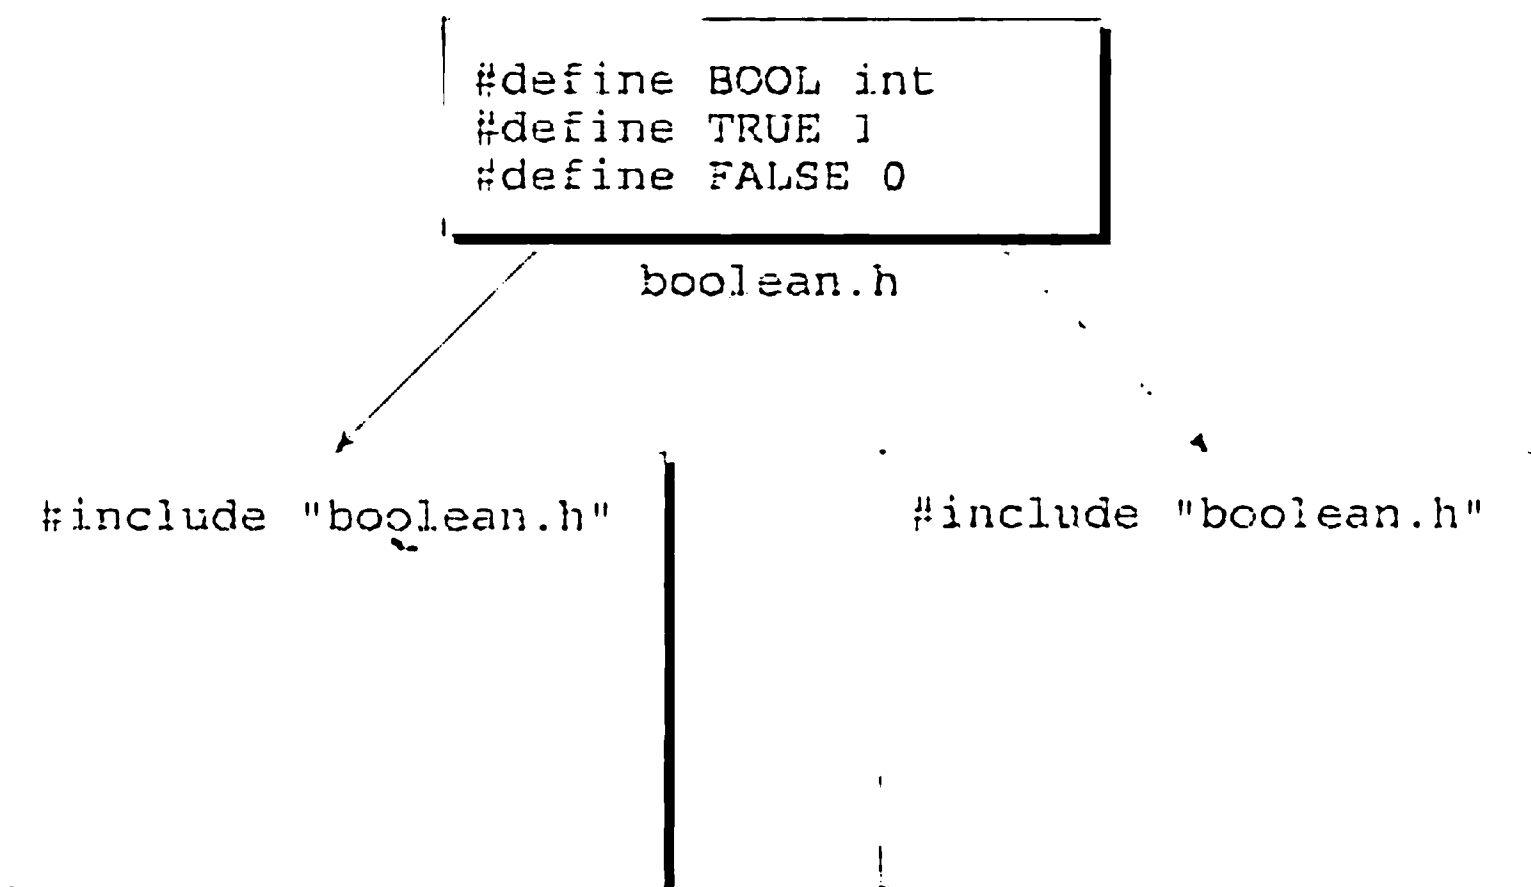 #define BOOL int
#define TRUE 1
#define FALSE 0
boolean.h
#include "boolean.h"
#include "boolean.h"